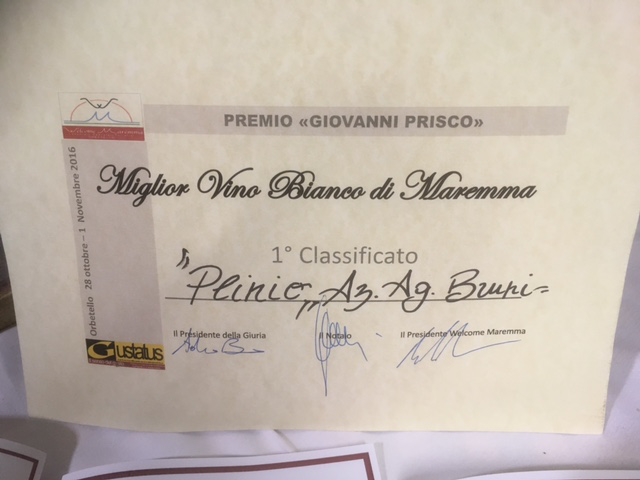 PREMIO «GIOVANNI PRISCO»
Miglior Vino Bianco di Maremma
1° Classificato
"Plinio" Az. Ag. Bruni=
Il Presidente della Giuria
Il Notaio
Il Presidente Welcome Maremma
Orbetello 28 ottobre – 1 Novembre 2016
Gustatus